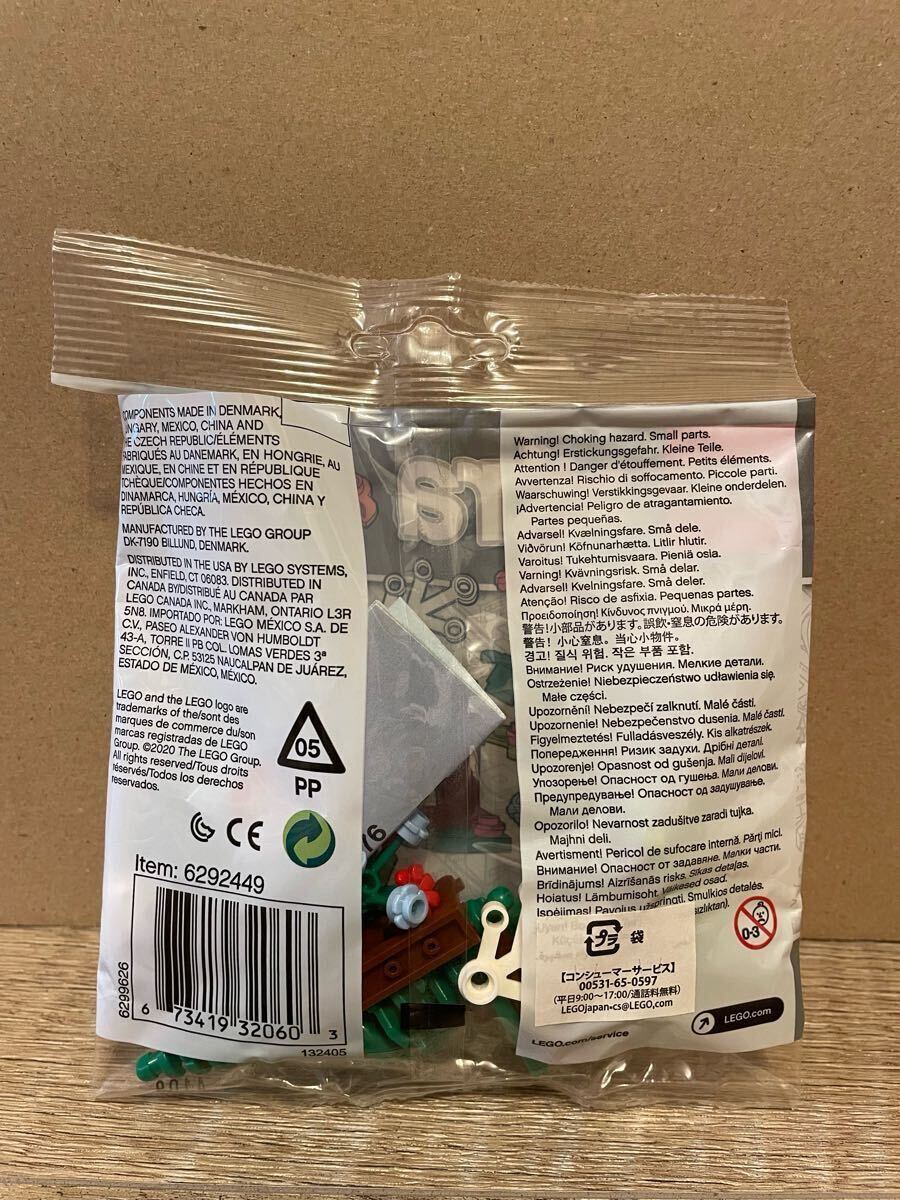 COMPONENTS MADE IN DENMARK,
HUNGARY, MEXICO, CHINA AND
THE CZECH REPUBLIC/ÉLÉMENTS
FABRIQUÉS AU DANEMARK, EN HONGRIE, AU
MEXIQUE, EN CHINE ET EN RÉPUBLIQUE
TCHÈQUE/COMPONENTES HECHOS EN
DINAMARCA, HUNGRÍA, MÉXICO, CHINA Y
REPÚBLICA CHECA.
MANUFACTURED BY THE LEGO GROUP
DK-7190 BILLUND, DENMARK.
DISTRIBUTED IN THE USA BY LEGO SYSTEMS,
INC., ENFIELD, CT 06083. DISTRIBUTED IN
CANADA BY/DISTRIBUÉ AU CANADA PAR
LEGO CANADA INC., MARKHAM, ONTARIO L3R
5N8. IMPORTADO POR: LEGO MÉXICO S.A. DE
C.V., PASEO ALEXANDER VON HUMBOLDT
43-A, TORRE II PB COL. LOMAS VERDES 3ª
SECCIÓN, C.P. 53125 NAUCALPAN DE JUÁREZ,
ESTADO DE MÉXICO, MÉXICO.
LEGO and the LEGO logo are
trademarks of the/sont des
marques de commerce du/son
marcas registradas de LEGO
Group. ©2020 The LEGO Group.
All rights reserved/Tous droits
réservés/Todos los derechos
reservados.
05
PP
CE
Item: 6292449
6299626
6 73419 32060 3
132405
ST
Warning! Choking hazard. Small parts.
Achtung! Erstickungsgefahr. Kleine Teile.
Attention ! Danger d'étouffement. Petits éléments.
Avvertenza! Rischio di soffocamento. Piccole parti.
Waarschuwing! Verstikkingsgevaar. Kleine onderdelen.
¡Advertencia! Peligro de atragantamiento.
Partes pequeñas.
Advarsel! Kvælningsfare. Små dele.
Viðvörun! Köfnunarhætta. Litlir hlutir.
Varoitus! Tukehtumisvaara. Pieniä osia.
Varning! Kvävningsrisk. Små delar.
Advarsel! Kvelningsfare. Små deler.
Atenção! Risco de asfixia. Pequenas partes.
Προειδοποίηση! Κίνδυνος πνιγμού. Μικρά μέρη.
警告!小部品があります。誤飲・窒息の危険があります。
警告! 小心窒息。当心小物件。
경고! 질식 위험. 작은 부품 포함.
Внимание! Риск удушения. Мелкие детали.
Ostrzeżenie! Niebezpieczeństwo udławienia się.
Małe części.
Upozornění! Nebezpečí zalknutí. Malé části.
Upozornenie! Nebezpečenstvo dusenia. Malé časti.
Figyelmeztetés! Fulladásveszély. Kis alkatrészek.
Попередження! Ризик задухи. Дрібні деталі.
Upozorenje! Opasnost od gušenja. Mali dijelovi.
Упозорење! Опасност од гушења. Мали делови.
Предупредување! Опасност од задушување.
Мали делови.
Opozorilo! Nevarnost zadušitve zaradi tujka.
Majhni deli.
Avertisment! Pericol de sufocare internă. Părți mici.
Внимание! Опасност от задавяне. Малки части.
Brīdinājums! Aizrīšanās risks. Sīkas detaļas.
Hoiatus! Lämbumisoht. Väikesed osad.
Įspėjimas! Pavojus užspringti. Smulkios detalės.
0-3
プラ 袋
【コンシューマーサービス】
00531-65-0597
(平日9:00〜17:00/通話料無料)
LEGOjapan-cs@LEGO.com
LEGO.com/service
LEGO.com